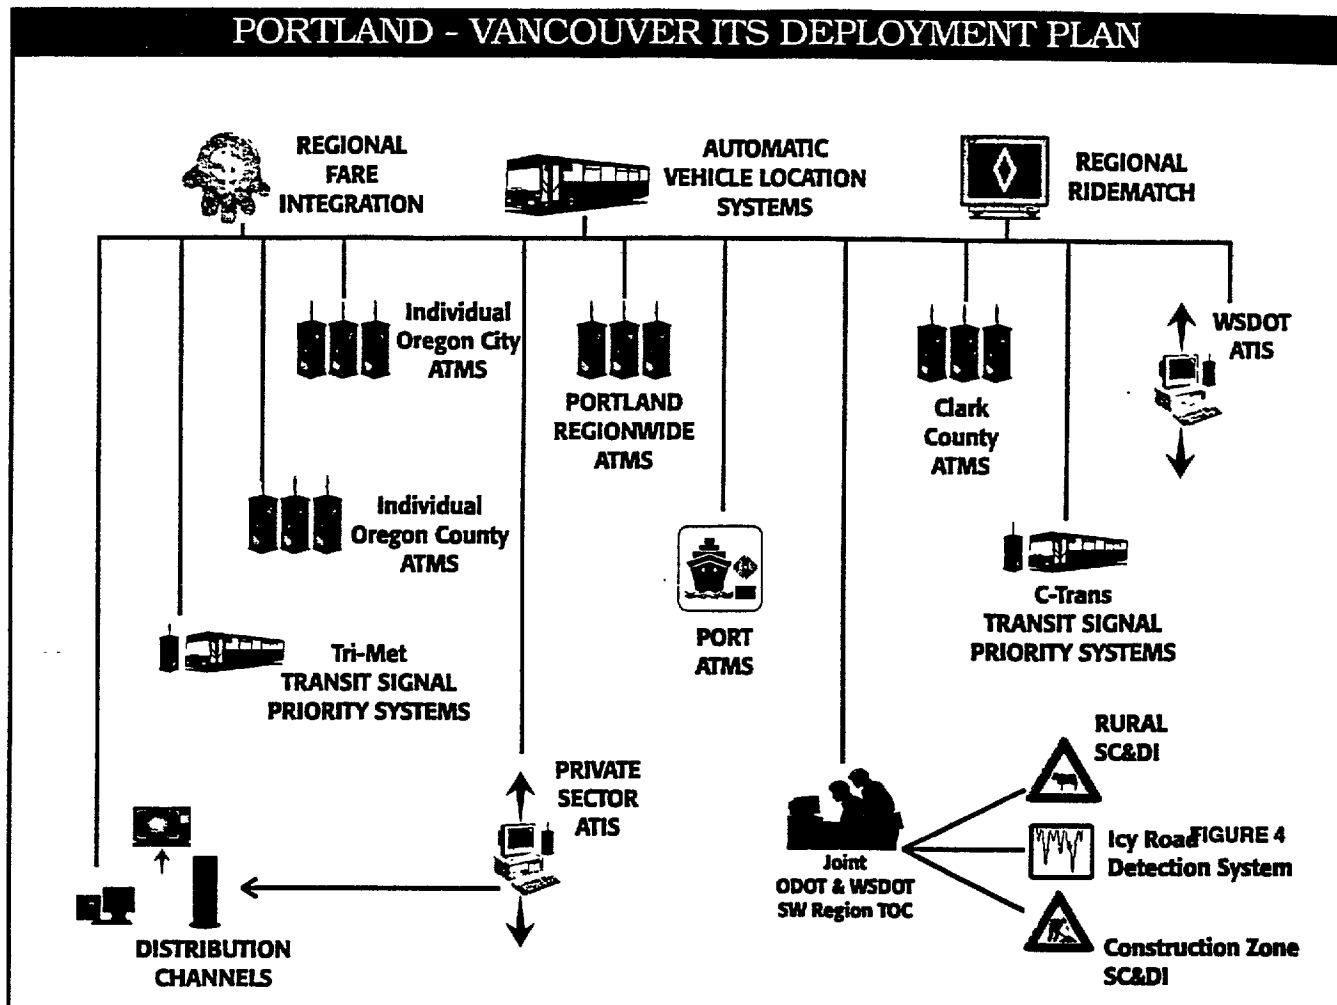 PORTLAND - VANCOUVER ITS DEPLOYMENT PLAN
REGIONAL
FARE
INTEGRATION
AUTOMATIC
VEHICLE LOCATION
SYSTEMS
REGIONAL
RIDEMATCH
Individual
Oregon City
ATMS
PORTLAND
REGIONWIDE
ATMS
Clark
County
ATMS
WSDOT
ATIS
Individual
Oregon County
ATMS
PORT
ATMS
C-Trans
TRANSIT SIGNAL
PRIORITY SYSTEMS
Tri-Met
TRANSIT SIGNAL
PRIORITY SYSTEMS
PRIVATE
SECTOR
ATIS
RURAL
SC&DI
Joint
ODOT & WSDOT
SW Region TOC
Icy Road
Detection System
FIGURE 4
Construction Zone
SC&DI
DISTRIBUTION
CHANNELS